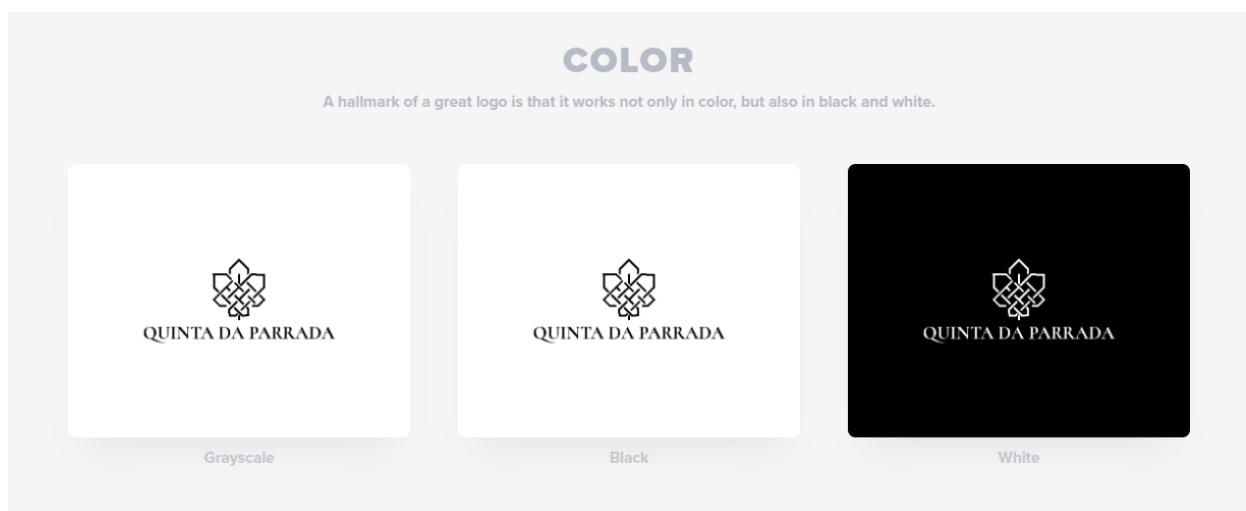 COLOR
A hallmark of a great logo is that it works not only in color, but also in black and white.
QUINTA DA PARRADA
QUINTA DA PARRADA
QUINTA DA PARRADA
Grayscale
Black
White